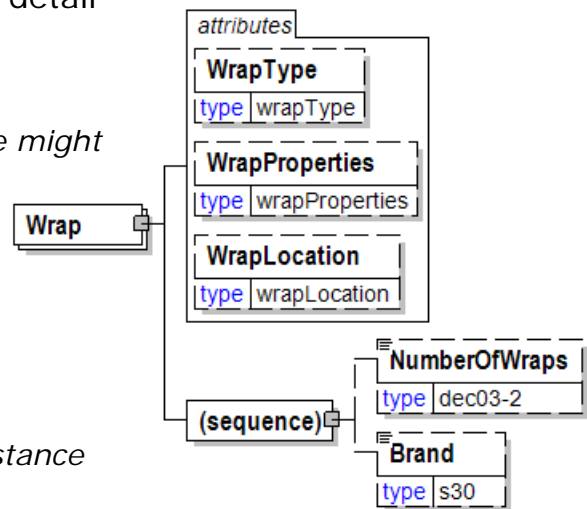 detail
attributes
WrapType
type wrapType
e might
WrapProperties
type wrapProperties
Wrap
WrapLocation
type wrapLocation
NumberOfWraps
type dec03-2
(sequence)
stance
Brand
type s30